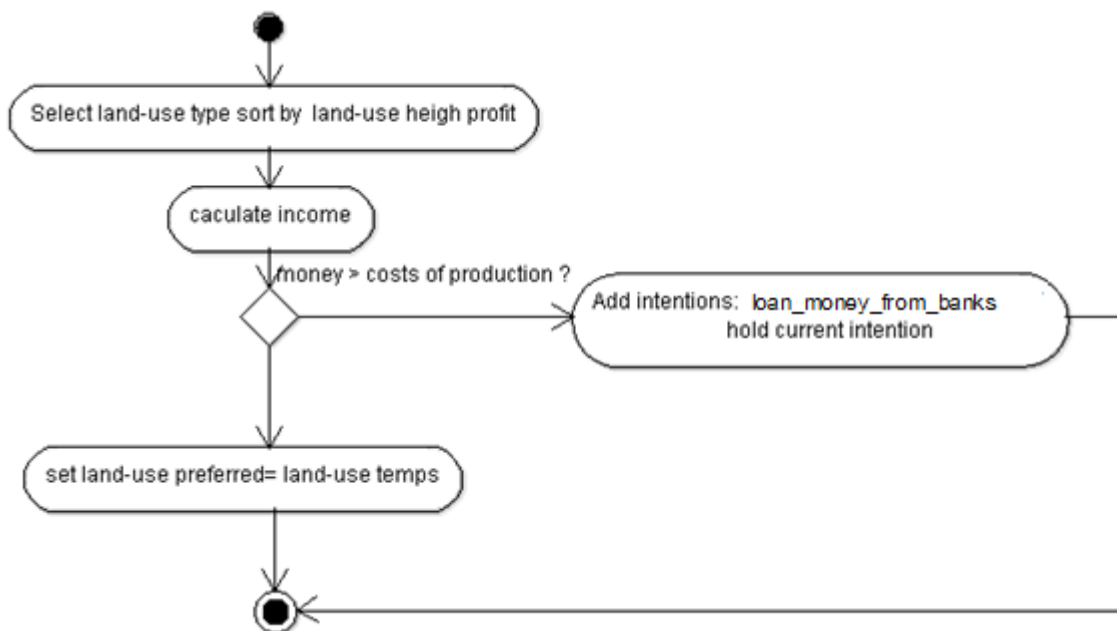 Select land-use type sort by land-use heigh profit
caculate income
money > costs of production ?
Add intentions: loan_money_from_banks
hold current intention
set land-use preferred= land-use temps